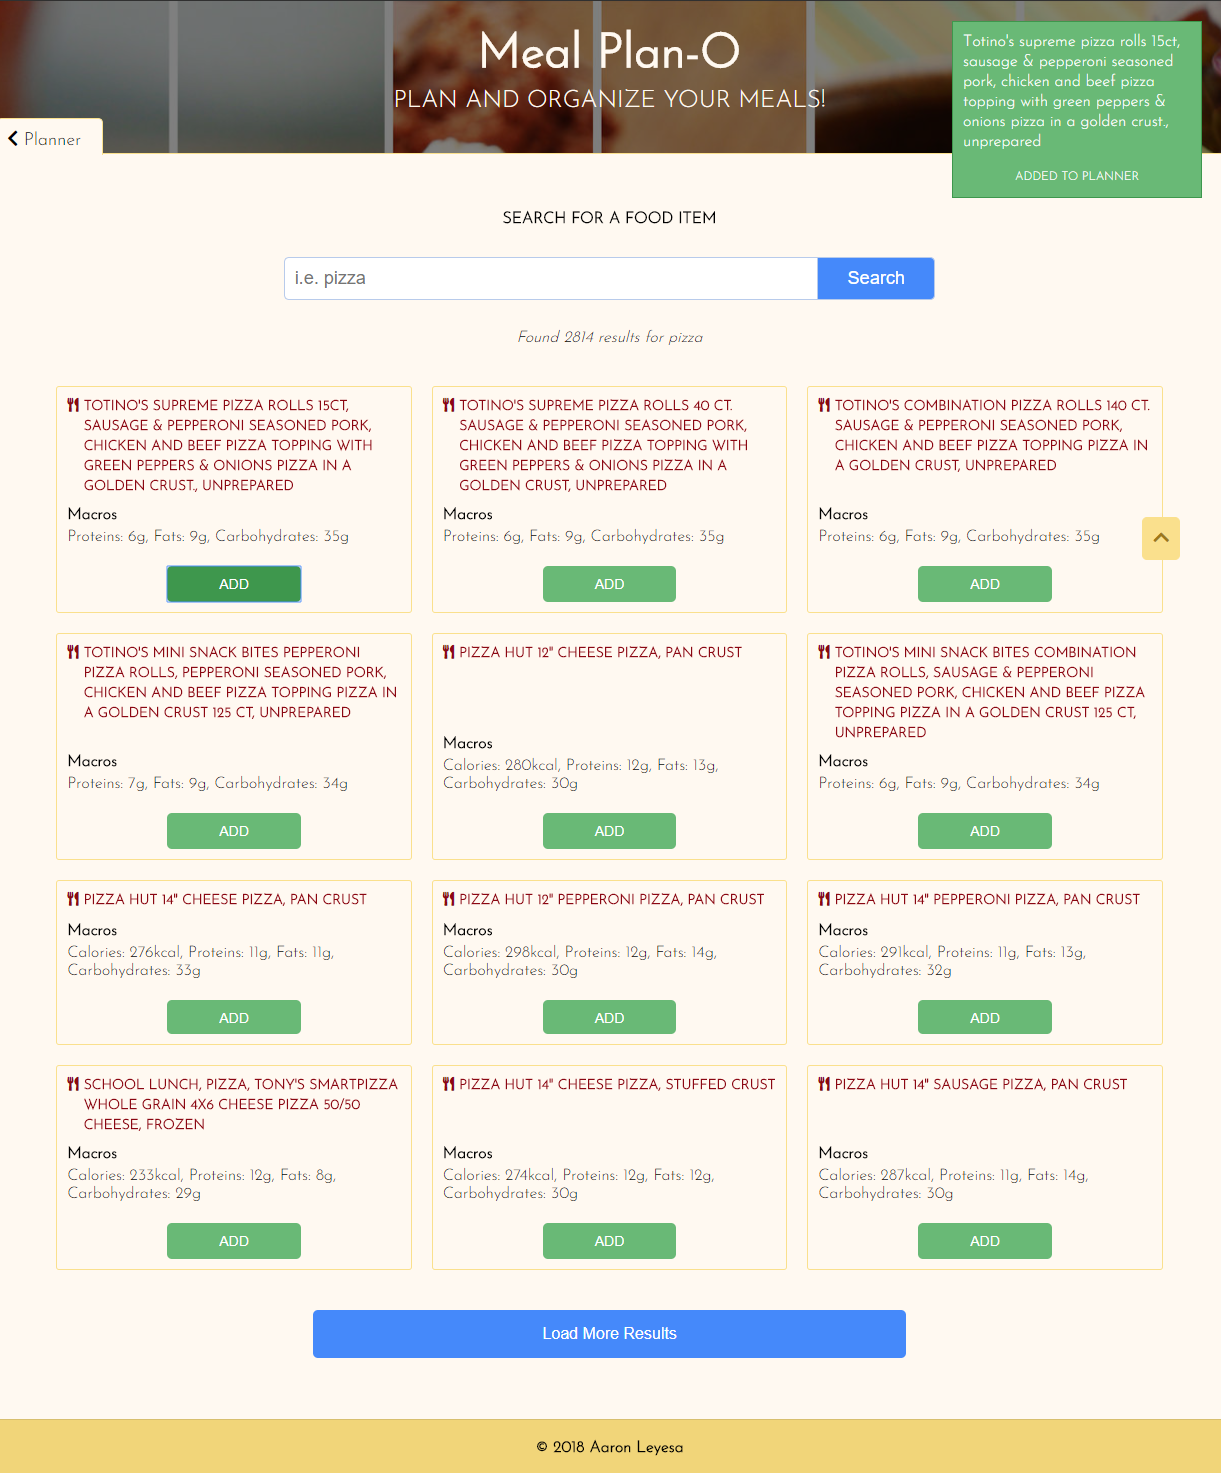 Meal Plan-O
PLAN AND ORGANIZE YOUR MEALS!
Planner
Totino's supreme pizza rolls 15ct,
sausage & pepperoni seasoned
pork, chicken and beef pizza
topping with green peppers &
onions pizza in a golden crust.,
unprepared
ADDED TO PLANNER
SEARCH FOR A FOOD ITEM
i.e. pizza
Search
Found 2814 results for pizza
TOTINO'S SUPREME PIZZA ROLLS 15CT,
SAUSAGE & PEPPERONI SEASONED PORK,
CHICKEN AND BEEF PIZZA TOPPING WITH
GREEN PEPPERS & ONIONS PIZZA IN A
GOLDEN CRUST., UNPREPARED
Macros
Proteins: 6g, Fats: 9g, Carbohydrates: 35g
ADD
TOTINO'S SUPREME PIZZA ROLLS 40 CT.
SAUSAGE & PEPPERONI SEASONED PORK,
CHICKEN AND BEEF PIZZA TOPPING WITH
GREEN PEPPERS & ONIONS PIZZA IN A
GOLDEN CRUST, UNPREPARED
Macros
Proteins: 6g, Fats: 9g, Carbohydrates: 35g
ADD
TOTINO'S COMBINATION PIZZA ROLLS 140 CT.
SAUSAGE & PEPPERONI SEASONED PORK,
CHICKEN AND BEEF PIZZA TOPPING PIZZA IN
A GOLDEN CRUST, UNPREPARED
Macros
Proteins: 6g, Fats: 9g, Carbohydrates: 35g
ADD
TOTINO'S MINI SNACK BITES PEPPERONI
PIZZA ROLLS, PEPPERONI SEASONED PORK,
CHICKEN AND BEEF PIZZA TOPPING PIZZA IN
A GOLDEN CRUST 125 CT, UNPREPARED
Macros
Proteins: 7g, Fats: 9g, Carbohydrates: 34g
ADD
PIZZA HUT 12" CHEESE PIZZA, PAN CRUST
Macros
Calories: 280kcal, Proteins: 12g, Fats: 13g,
Carbohydrates: 30g
ADD
TOTINO'S MINI SNACK BITES COMBINATION
PIZZA ROLLS, SAUSAGE & PEPPERONI
SEASONED PORK, CHICKEN AND BEEF PIZZA
TOPPING PIZZA IN A GOLDEN CRUST 125 CT,
UNPREPARED
Macros
Proteins: 6g, Fats: 9g, Carbohydrates: 34g
ADD
PIZZA HUT 14" CHEESE PIZZA, PAN CRUST
Macros
Calories: 276kcal, Proteins: 11g, Fats: 11g,
Carbohydrates: 33g
ADD
PIZZA HUT 12" PEPPERONI PIZZA, PAN CRUST
Macros
Calories: 298kcal, Proteins: 12g, Fats: 14g,
Carbohydrates: 30g
ADD
PIZZA HUT 14" PEPPERONI PIZZA, PAN CRUST
Macros
Calories: 291kcal, Proteins: 11g, Fats: 13g,
Carbohydrates: 32g
ADD
SCHOOL LUNCH, PIZZA, TONY'S SMARTPIZZA
WHOLE GRAIN 4X6 CHEESE PIZZA 50/50
CHEESE, FROZEN
Macros
Calories: 233kcal, Proteins: 12g, Fats: 8g,
Carbohydrates: 29g
ADD
PIZZA HUT 14" CHEESE PIZZA, STUFFED CRUST
Macros
Calories: 274kcal, Proteins: 12g, Fats: 12g,
Carbohydrates: 30g
ADD
PIZZA HUT 14" SAUSAGE PIZZA, PAN CRUST
Macros
Calories: 287kcal, Proteins: 11g, Fats: 14g,
Carbohydrates: 30g
ADD
Load More Results
© 2018 Aaron Leyesa